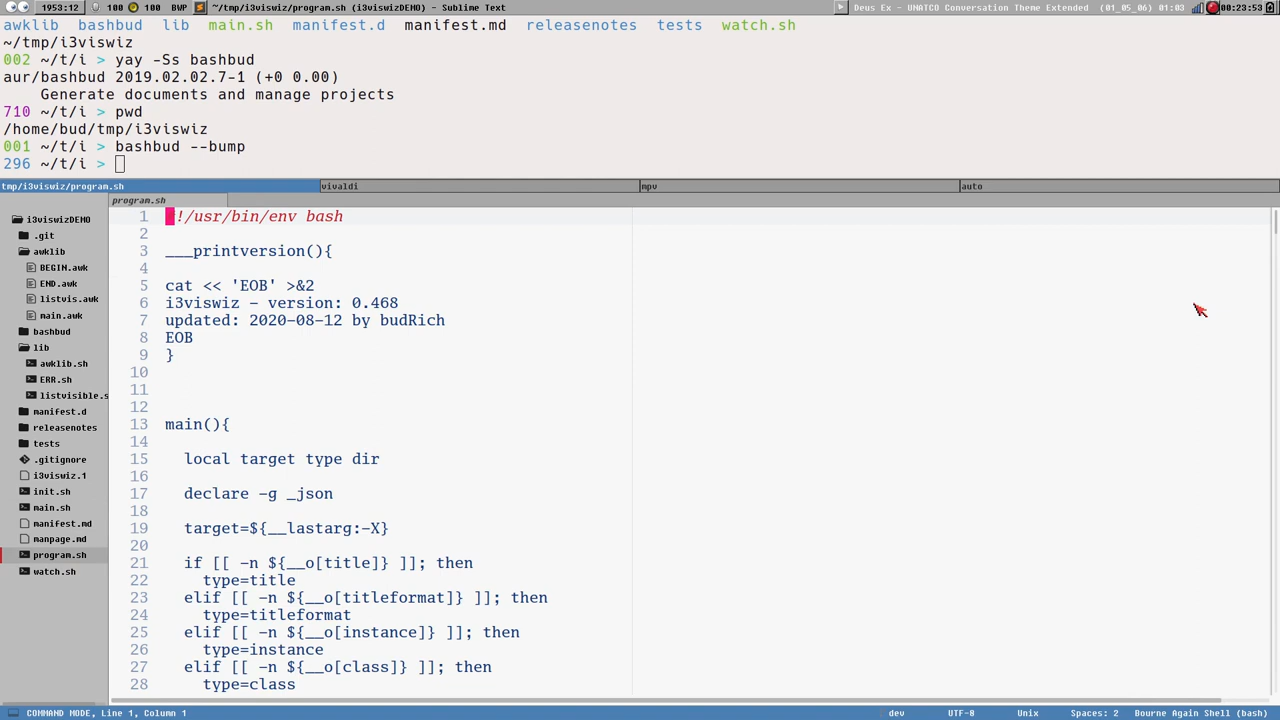 1953:12 100 100 BWP ~/tmp/i3viswiz/program.sh (i3viswizDEMO) - Sublime Text Deus Ex - UNATCO Conversation Theme Extended (01_05_06) 01:03 23:53
awklib bashbud lib main.sh manifest.d manifest.md releasenotes tests watch.sh
~/tmp/i3viswiz
002 ~/t/i > yay -Ss bashbud
aur/bashbud 2019.02.02.7-1 (+0 0.00)
    Generate documents and manage projects
710 ~/t/i > pwd
/home/bud/tmp/i3viswiz
001 ~/t/i > bashbud --bump
296 ~/t/i >
tmp/i3viswiz/program.sh vivaldi mpv auto
program.sh
i3viswizDEMO
.git
awklib
BEGIN.awk
END.awk
listvis.awk
main.awk
bashbud
lib
awklib.sh
ERR.sh
listvisible.s
manifest.d
releasenotes
tests
.gitignore
i3viswiz.1
init.sh
main.sh
manifest.md
manpage.md
program.sh
watch.sh
1 #!/usr/bin/env bash
2
3 ___printversion(){
4
5 cat << 'EOB' >&2
6 i3viswiz - version: 0.468
7 updated: 2020-08-12 by budRich
8 EOB
9 }
10
11
12
13 main(){
14
15   local target type dir
16
17   declare -g _json
18
19   target=${__lastarg:-X}
20
21   if [[ -n ${__o[title]} ]]; then
22     type=title
23   elif [[ -n ${__o[titleformat]} ]]; then
24     type=titleformat
25   elif [[ -n ${__o[instance]} ]]; then
26     type=instance
27   elif [[ -n ${__o[class]} ]]; then
28     type=class
COMMAND MODE, Line 1, Column 1 dev UTF-8 Unix Spaces: 2 Bourne Again Shell (bash)